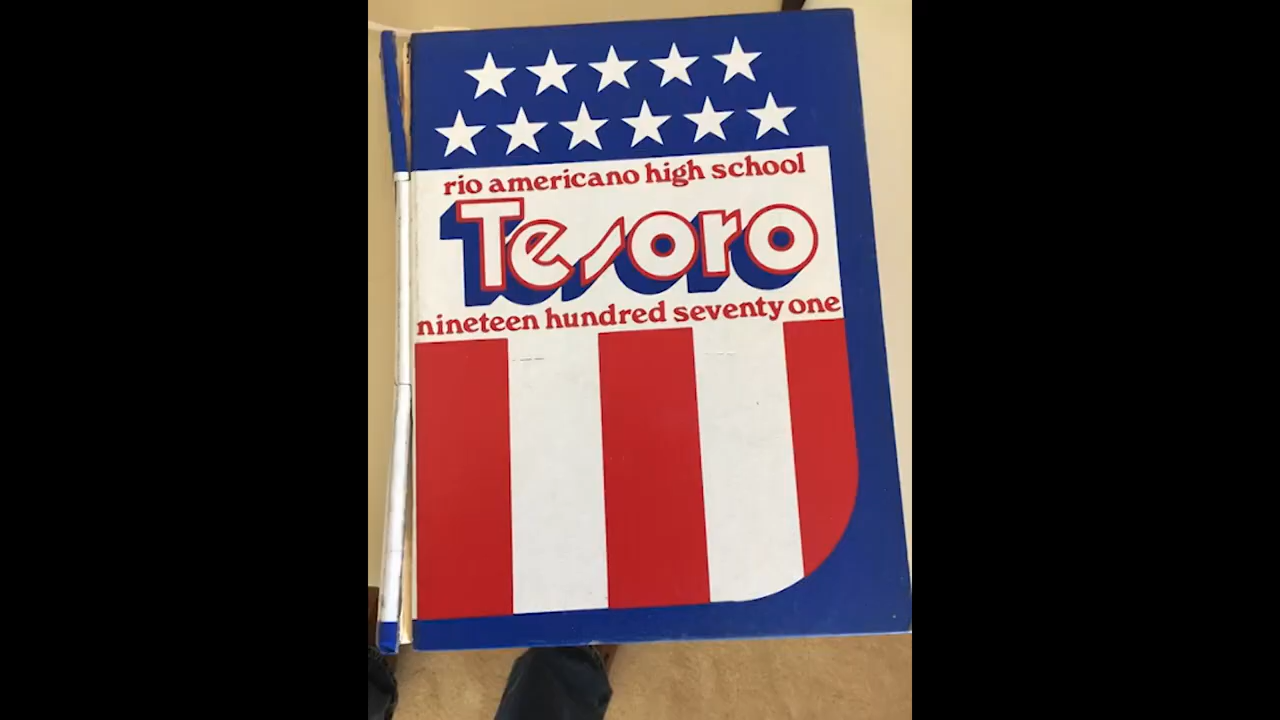 rio americano high school
Tesoro
nineteen hundred seventy one